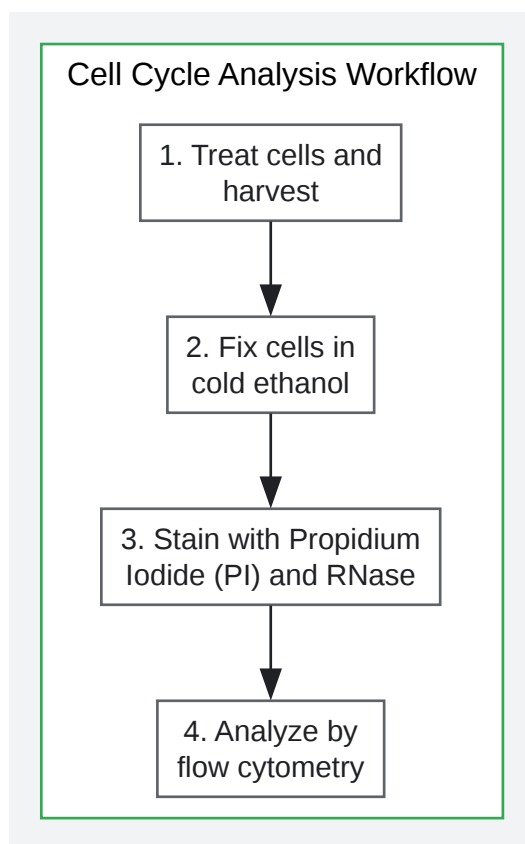 Cell Cycle Analysis Workflow
1. Treat cells and
harvest
2. Fix cells in
cold ethanol
3. Stain with Propidium
Iodide (PI) and RNase
4. Analyze by
flow cytometry